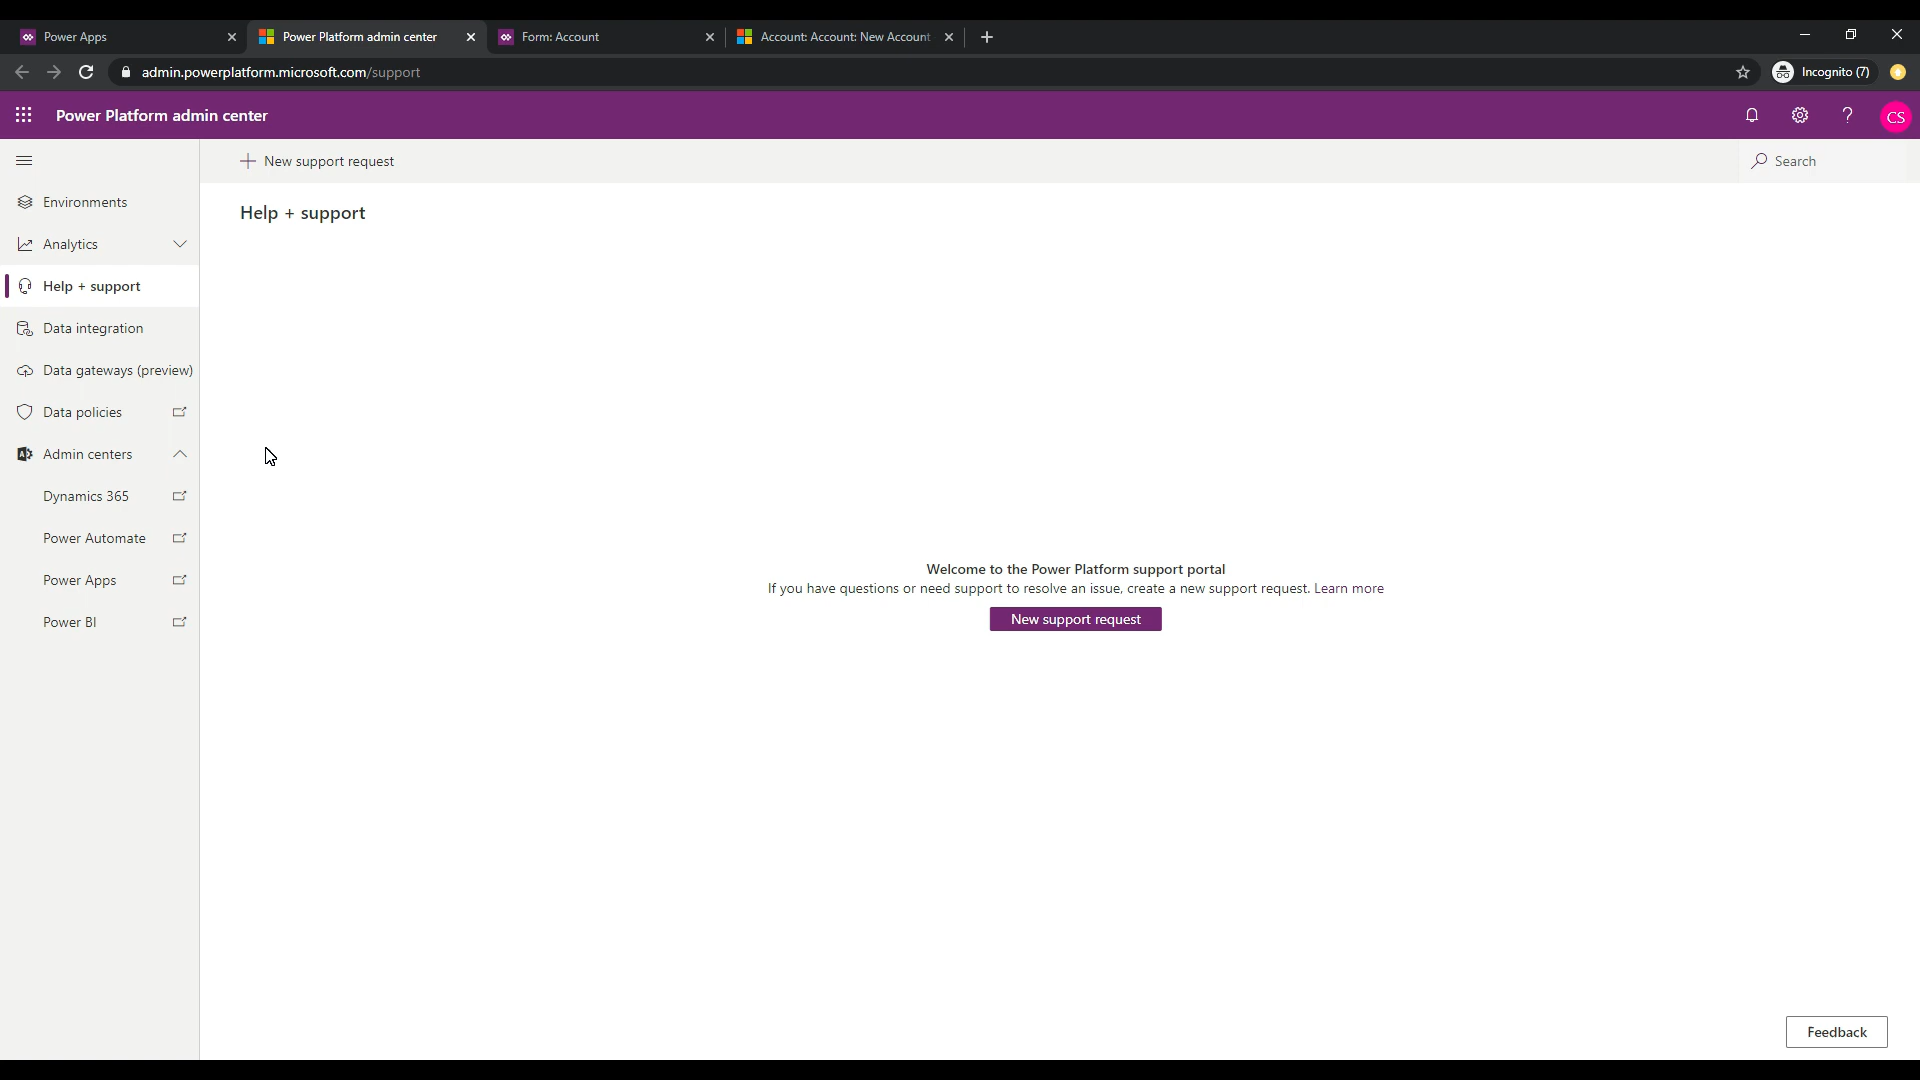 Power Apps
Power Platform admin center
Form: Account
Account: Account: New Account
admin.powerplatform.microsoft.com/support
Incognito (7)
Power Platform admin center
CS
New support request
Search
Environments
Help + support
Analytics
Help + support
Data integration
Data gateways (preview)
Data policies
Admin centers
Dynamics 365
Power Automate
Power Apps
Power BI
Welcome to the Power Platform support portal
If you have questions or need support to resolve an issue, create a new support request. Learn more
New support request
Feedback